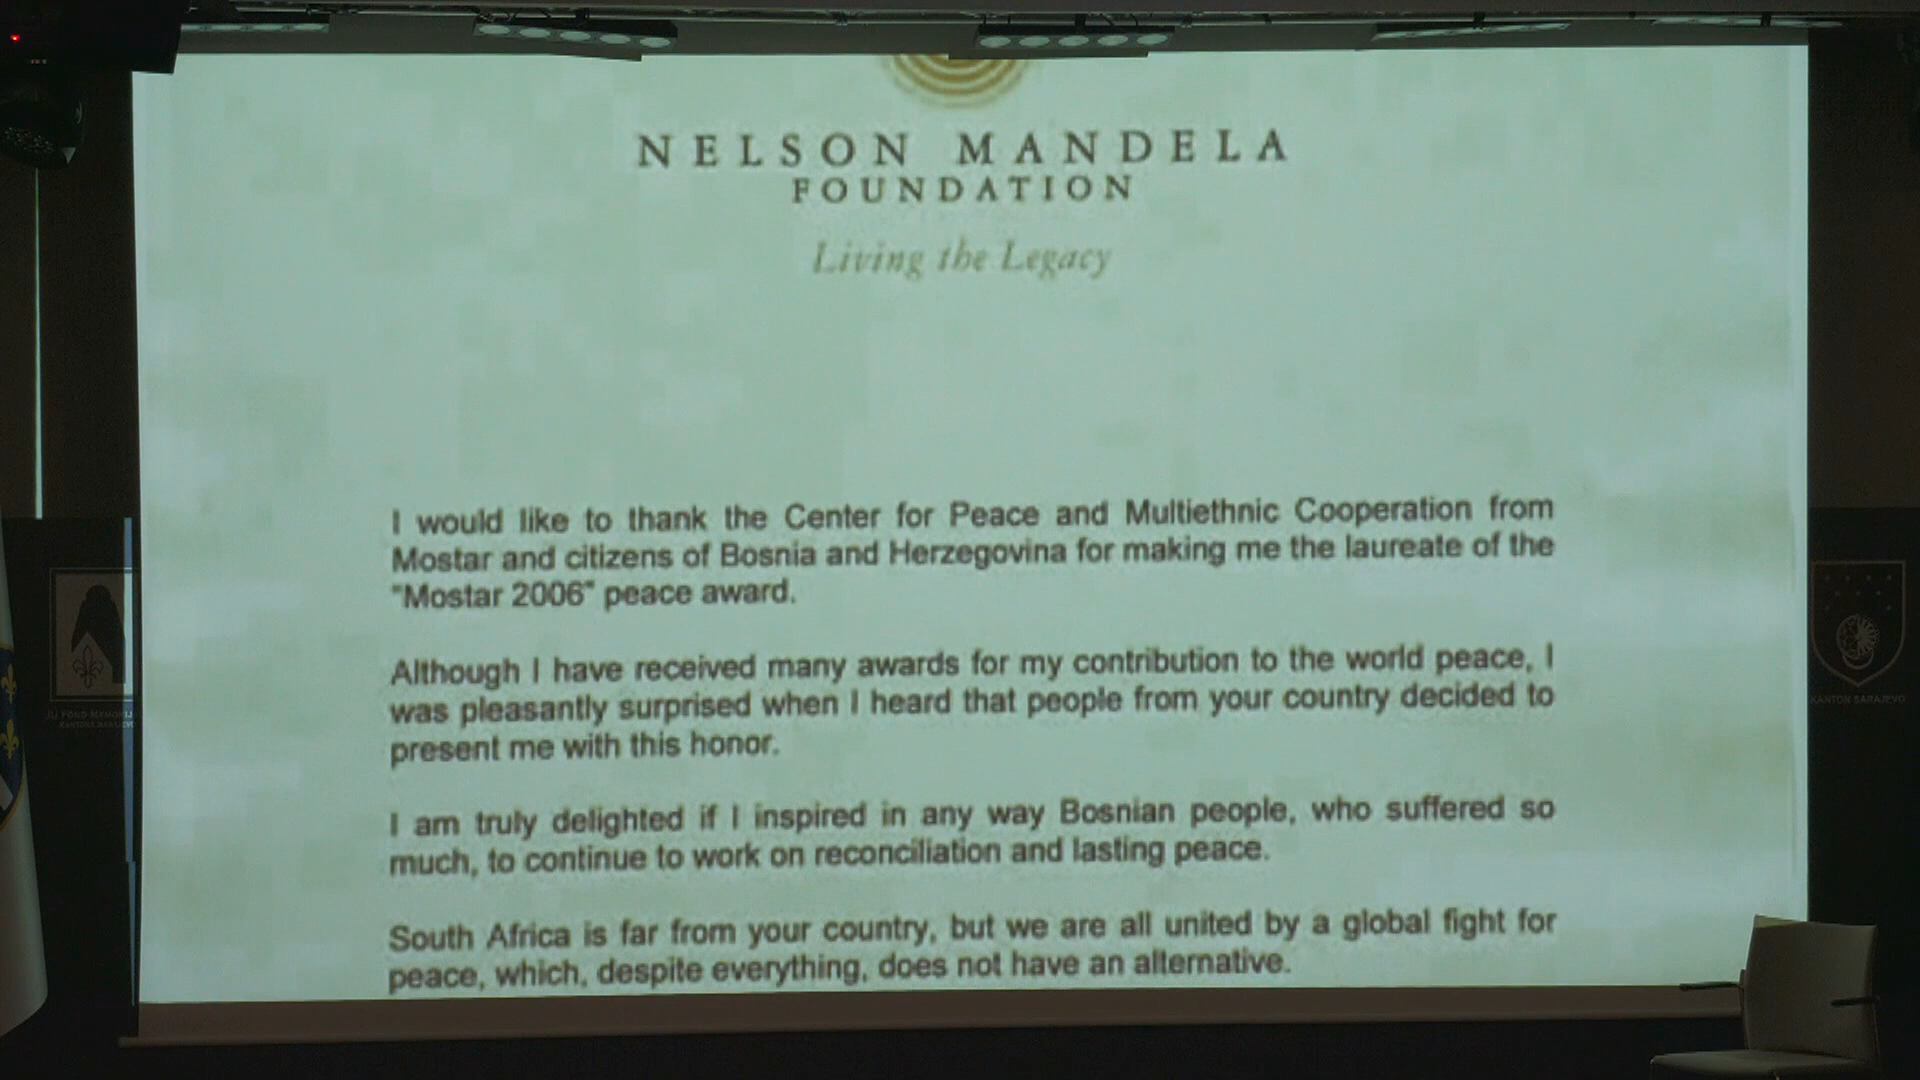 NELSON MANDELA
FOUNDATION
Living the Legacy
I would like to thank the Center for Peace and Multiethnic Cooperation from
Mostar and citizens of Bosnia and Herzegovina for making me the laureate of the
"Mostar 2006" peace award.
Although I have received many awards for my contribution to the world peace, I
was pleasantly surprised when I heard that people from your country decided to
present me with this honor.
I am truly delighted if I inspired in any way Bosnian people, who suffered so
much, to continue to work on reconciliation and lasting peace.
South Africa is far from your country, but we are all united by a global fight for
peace, which, despite everything, does not have an alternative.
JU FOND
KANTON SARAJEVO